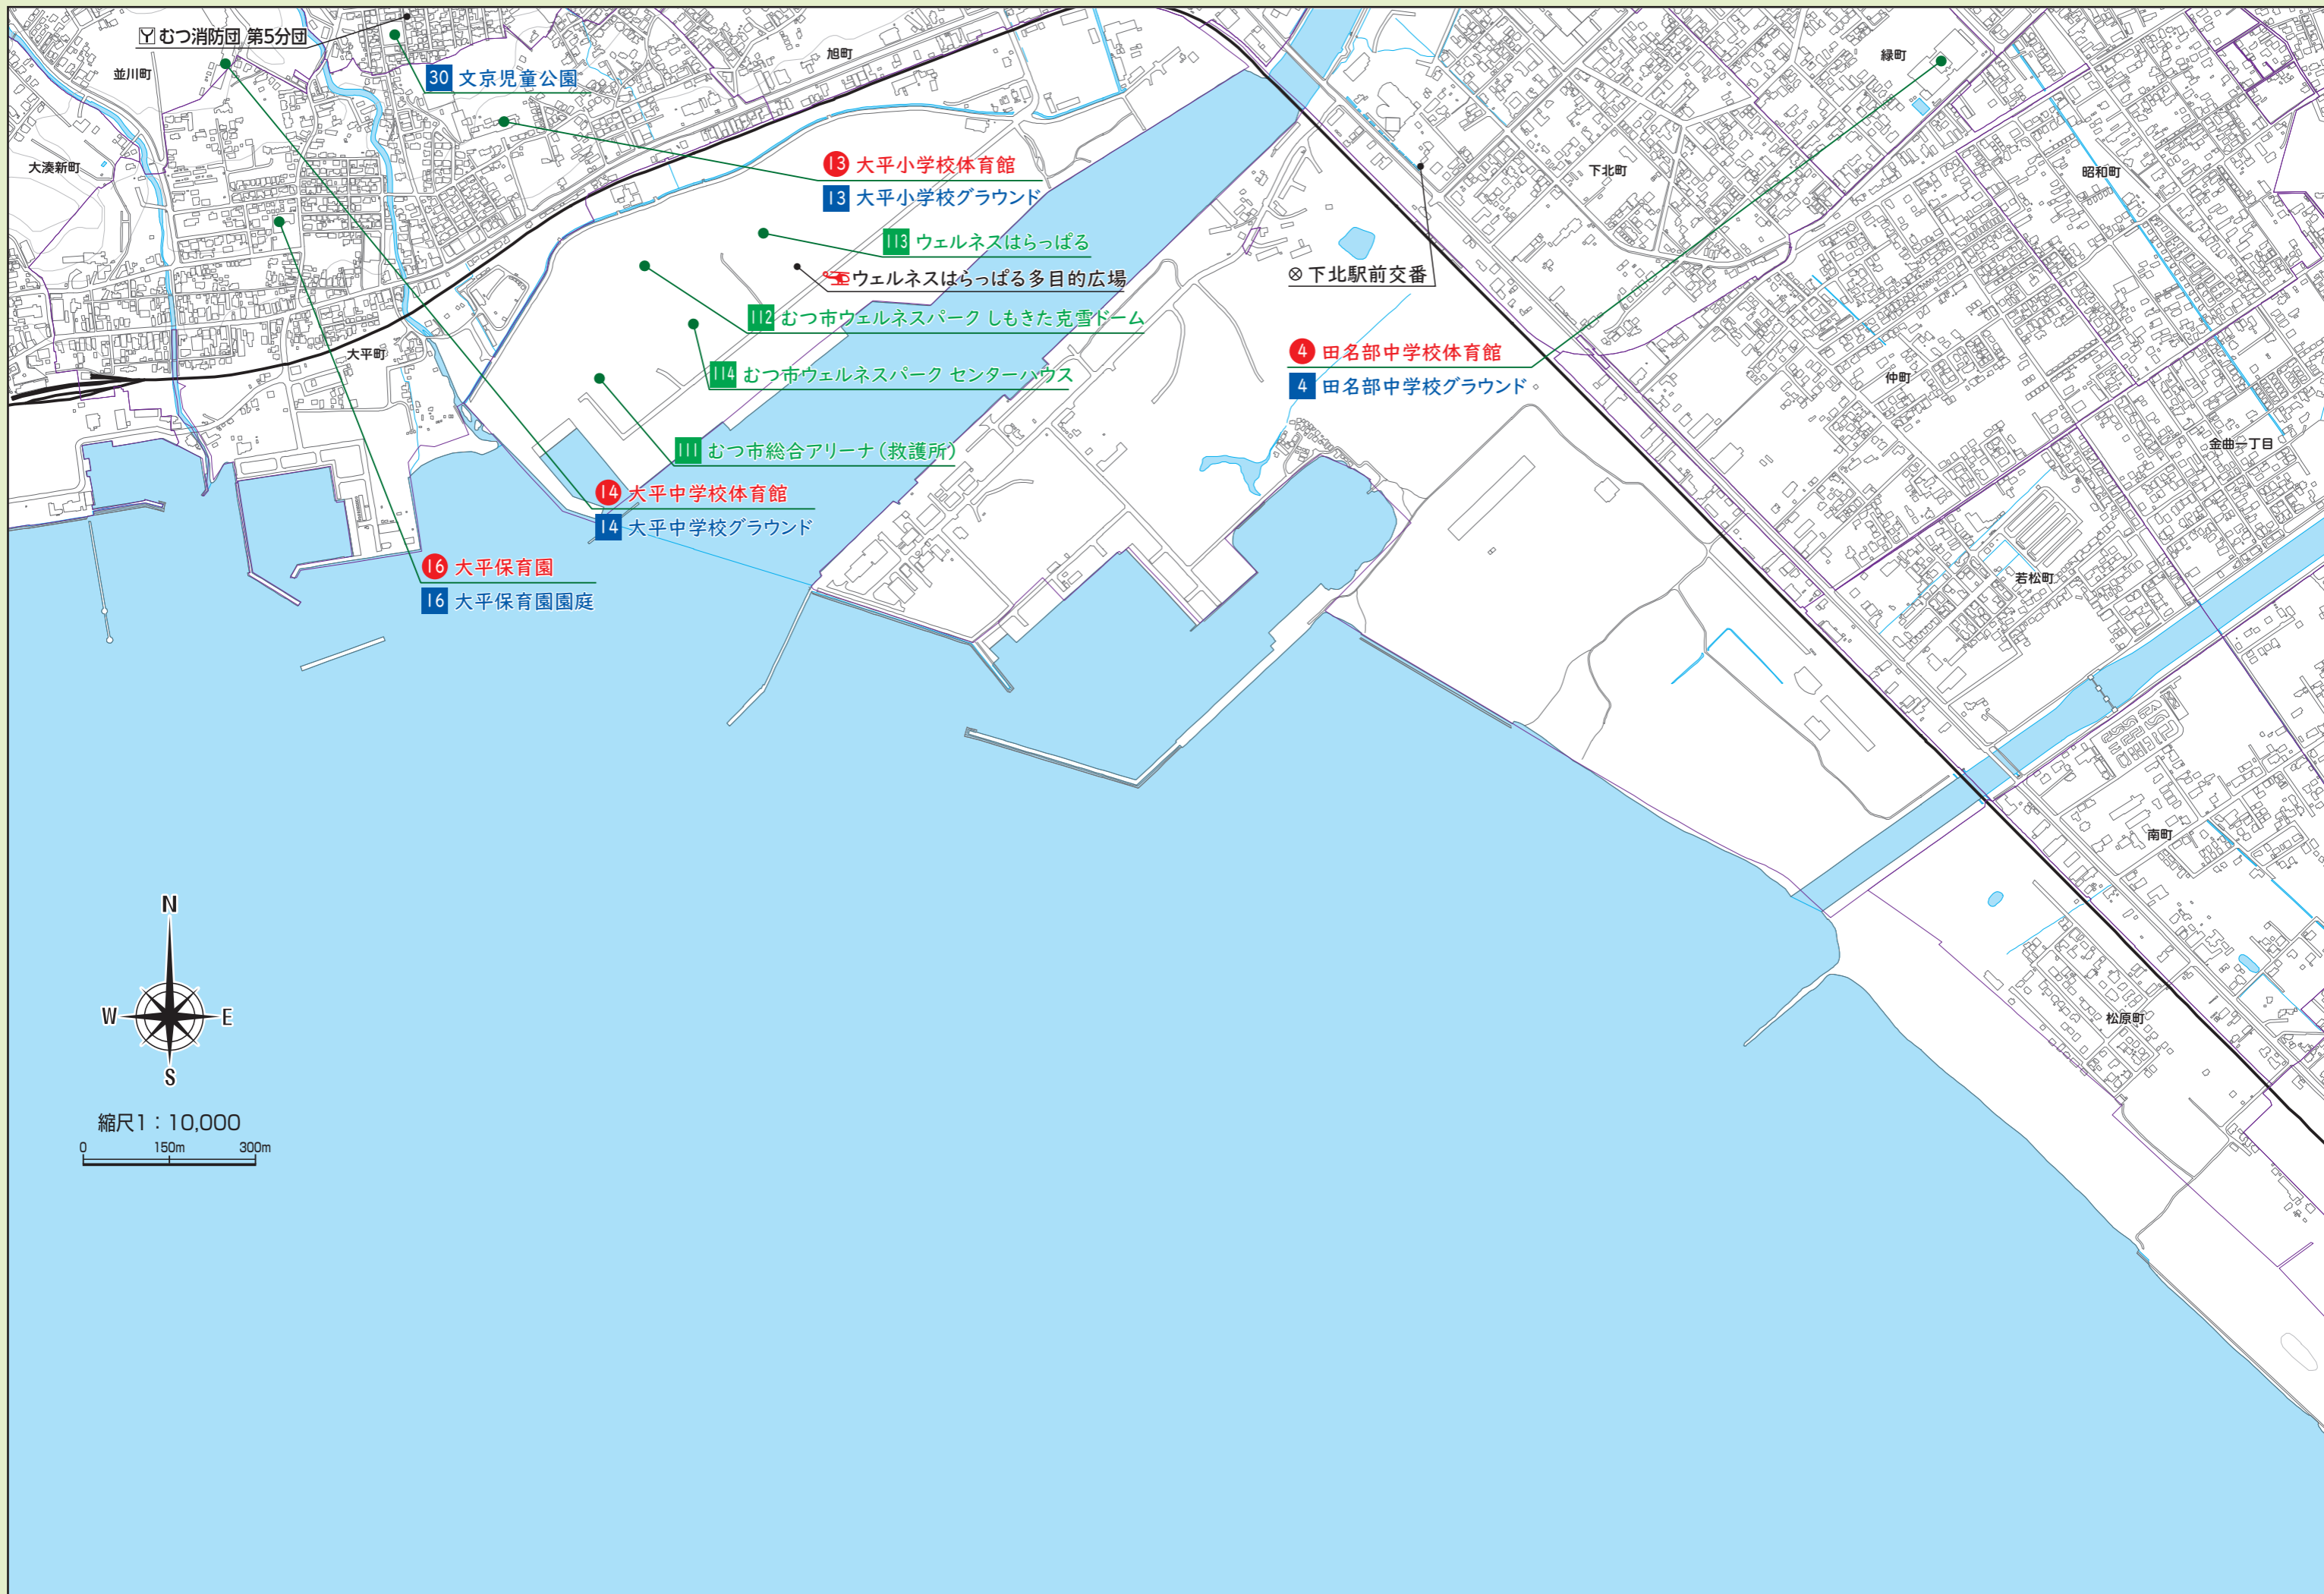 むつ消防団 第5分団
並川町
30 文京児童公園
旭町
緑町
大湊新町
13 大平小学校体育館
13 大平小学校グラウンド
下北町
昭和町
113 ウェルネスはらっぱる
ウェルネスはらっぱる多目的広場
下北駅前交番
112 むつ市ウェルネスパーク しもきた克雪ドーム
大平町
114 むつ市ウェルネスパーク センターハウス
4 田名部中学校体育館
4 田名部中学校グラウンド
仲町
111 むつ市総合アリーナ(救護所)
金曲一丁目
14 大平中学校体育館
14 大平中学校グラウンド
16 大平保育園
16 大平保育園園庭
若松町
南町
松原町
N
W E
S
縮尺1:10,000
0 150m 300m